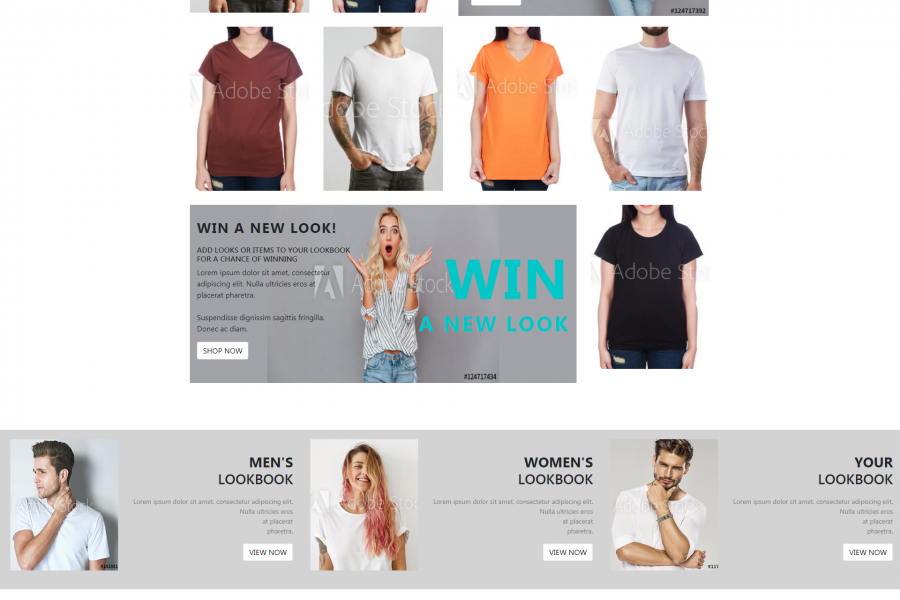 #124717392
Adobe Stock
Adobe Stock
Adobe Stock
Adobe Stock
WIN A NEW LOOK!
ADD LOOKS OR ITEMS TO YOUR LOOKBOOK
FOR A CHANCE OF WINNING
Lorem ipsum dolor sit amet, consectetur
adipiscing elit. Nulla ultricies eros at
placerat pharetra.
Suspendisse dignissim sagittis fringilla.
Donec ac diam.
SHOP NOW
WIN
A NEW LOOK
#124717434
Adobe Stock
MEN'S
LOOKBOOK
Lorem ipsum dolor sit amet, consectetur adipiscing elit.
Nulla ultricies eros
at placerat
pharetra.
VIEW NOW
WOMEN'S
LOOKBOOK
Lorem ipsum dolor sit amet, consectetur adipiscing elit.
Nulla ultricies eros
at placerat
pharetra.
VIEW NOW
YOUR
LOOKBOOK
Lorem ipsum dolor sit amet, consectetur adipiscing elit.
Nulla ultricies eros
at placerat
pharetra.
VIEW NOW